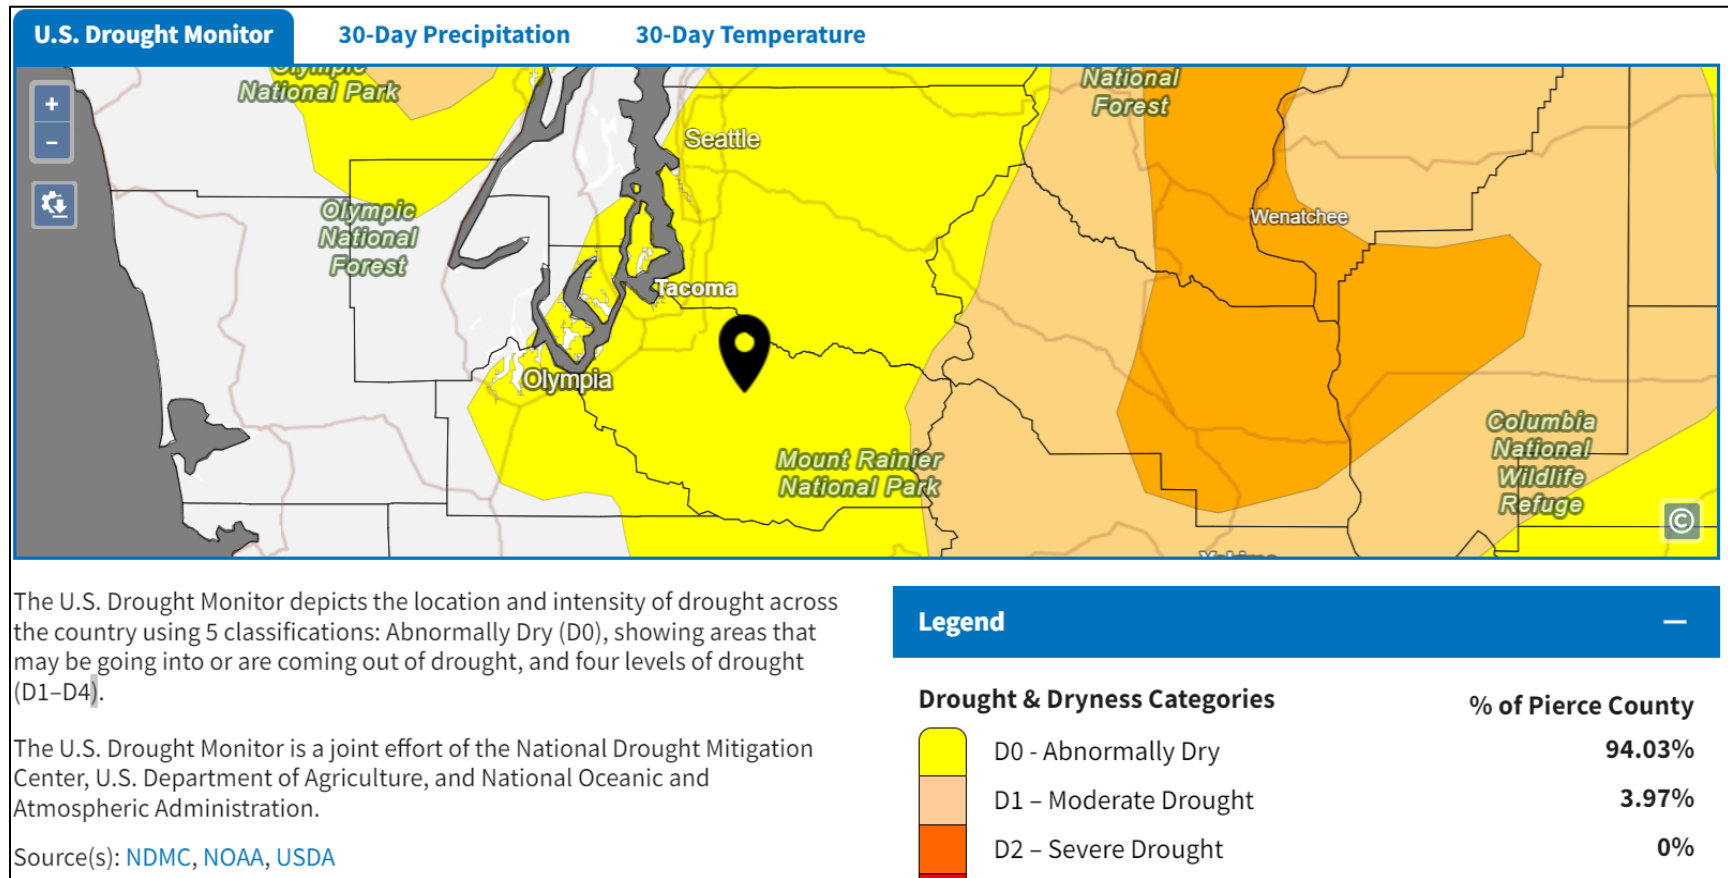 U.S. Drought Monitor
30-Day Precipitation
30-Day Temperature
+
−
Olympic
National Park
National
Forest
Seattle
Olympic
National
Forest
Wenatchee
Tacoma
Olympia
Mount Rainier
National Park
Columbia
National
Wildlife
Refuge
Yakima
©
The U.S. Drought Monitor depicts the location and intensity of drought across
the country using 5 classifications: Abnormally Dry (D0), showing areas that
may be going into or are coming out of drought, and four levels of drought
(D1–D4).
The U.S. Drought Monitor is a joint effort of the National Drought Mitigation
Center, U.S. Department of Agriculture, and National Oceanic and
Atmospheric Administration.
Source(s): NDMC, NOAA, USDA
Legend
Drought & Dryness Categories
% of Pierce County
D0 - Abnormally Dry
94.03%
D1 – Moderate Drought
3.97%
D2 – Severe Drought
0%